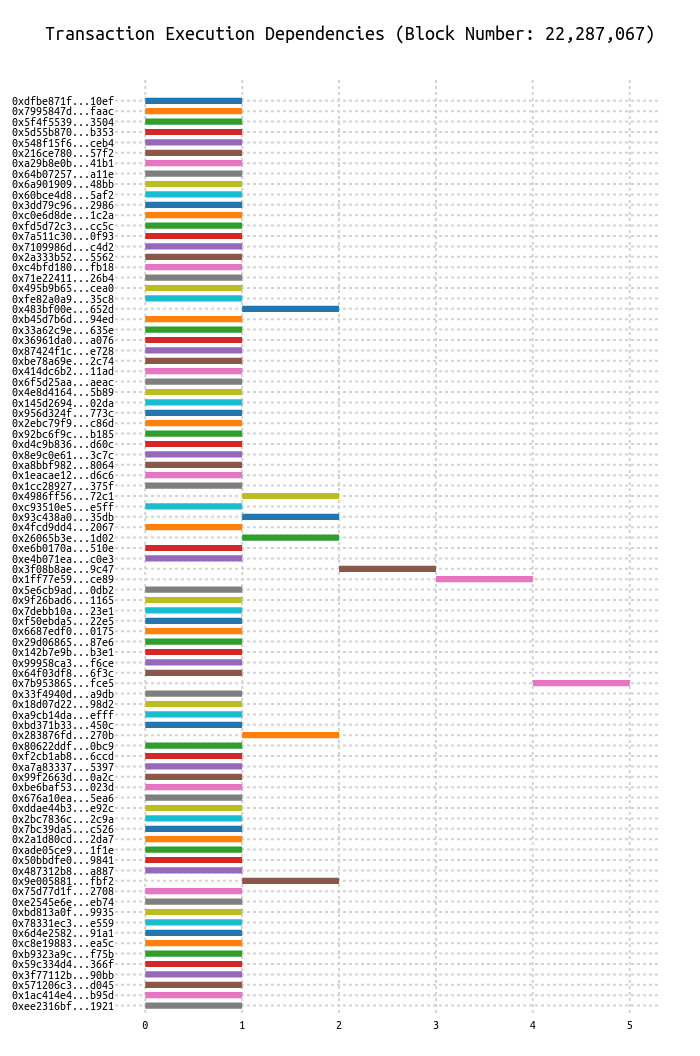 Transaction Execution Dependencies (Block Number: 22,287,067)
0xdfbe871f...10ef
0x7995847d...faac
0x5f4f5539...3504
0x5d55b870...b353
0x548f15f6...ceb4
0x216ce780...57f2
0xa29b8e0b...41b1
0x64b07257...a11e
0x6a901909...48bb
0x60bce4d8...5af2
0x3dd79c96...2986
0xc0e6d8de...1c2a
0xfd5d72c3...cc5c
0x7a511c30...0f93
0x7109986d...c4d2
0x2a333b52...5562
0xc4bfd180...fb18
0x71e22411...26b4
0x495b9b65...cea0
0xfe82a0a9...35c8
0x483bf00e...652d
0xb45d7b6d...94ed
0x33a62c9e...635e
0x36961da0...a076
0x87424f1c...e728
0xbe78a69e...2c74
0x414dc6b2...11ad
0x6f5d25aa...aeac
0x4e8d4164...5b89
0x145d2694...02da
0x956d324f...773c
0x2ebc79f9...c86d
0x92bc6f9c...b185
0xd4c9b836...d60c
0x8e9c0e61...3c7c
0xa8bbf982...8064
0x1eacae12...d6c6
0x1cc28927...375f
0x4986ff56...72c1
0xc93510e5...e5ff
0x93c438a0...35db
0x4fcd9dd4...2067
0x26065b3e...1d02
0xe6b0170a...510e
0xe4b071ea...c0e3
0x3f08b8ae...9c47
0x1ff77e59...ce89
0x5e6cb9ad...0db2
0x9f26bad6...1165
0x7debb10a...23e1
0xf50ebda5...22e5
0x6687edf0...0175
0x29d06865...87e6
0x142b7e9b...b3e1
0x99958ca3...f6ce
0x64f03df8...6f3c
0x7b953865...fce5
0x33f4940d...a9db
0x18d07d22...98d2
0xa9cb14da...efff
0xbd371b33...450c
0x283876fd...270b
0x80622ddf...0bc9
0xf2cb1ab8...6ccd
0xa7a83337...5397
0x99f2663d...0a2c
0xbe6baf53...023d
0x676a10ea...5ea6
0xddae44b3...e92c
0x2bc7836c...2c9a
0x7bc39da5...c526
0x2a1d80cd...2da7
0xade05ce9...1f1e
0x50bbdfe0...9841
0x487312b8...a887
0x9e005881...fbf2
0x75d77d1f...2708
0xe2545e6e...eb74
0xbd813a0f...9935
0x78331ec3...e559
0x6d4e2582...91a1
0xc8e19883...ea5c
0xb9323a9c...f75b
0x59c334d4...366f
0x3f77112b...90bb
0x571206c3...d045
0x1ac414e4...b95d
0xee2316bf...1921
0 1 2 3 4 5